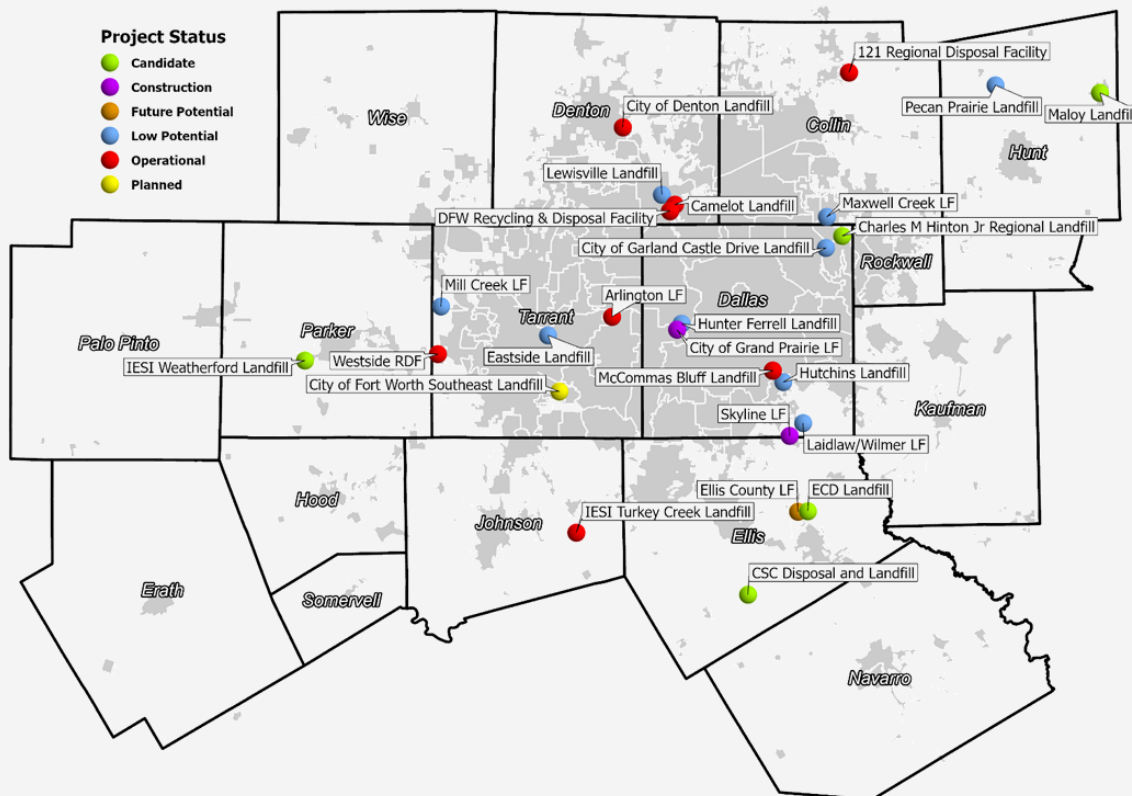 Project Status
Candidate
Construction
Future Potential
Low Potential
Operational
Planned
121 Regional Disposal Facility
City of Denton Landfill
Denton
Wise
Collin
Pecan Prairie Landfill
Maloy Landfill
Hunt
Lewisville Landfill
Camelot Landfill
DFW Recycling & Disposal Facility
Maxwell Creek LF
Charles M Hinton Jr Regional Landfill
City of Garland Castle Drive Landfill
Rockwall
Mill Creek LF
Arlington LF
Dallas
Tarrant
Hunter Ferrell Landfill
Parker
Palo Pinto
City of Grand Prairie LF
Eastside Landfill
Westside RDF
IESI Weatherford Landfill
McCommas Bluff Landfill
Hutchins Landfill
City of Fort Worth Southeast Landfill
Kaufman
Skyline LF
Laidlaw/Wilmer LF
Ellis County LF
ECD Landfill
Hood
IESI Turkey Creek Landfill
Johnson
Ellis
CSC Disposal and Landfill
Erath
Somervell
Navarro